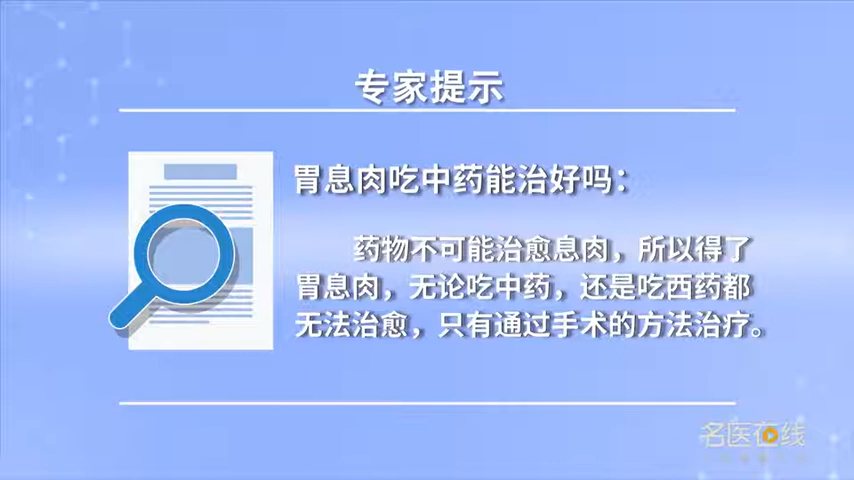 专家提示
胃息肉吃中药能治好吗：
药物不可能治愈息肉，所以得了
胃息肉，无论吃中药，还是吃西药都
无法治愈，只有通过手术的方法治疗。
名医在线